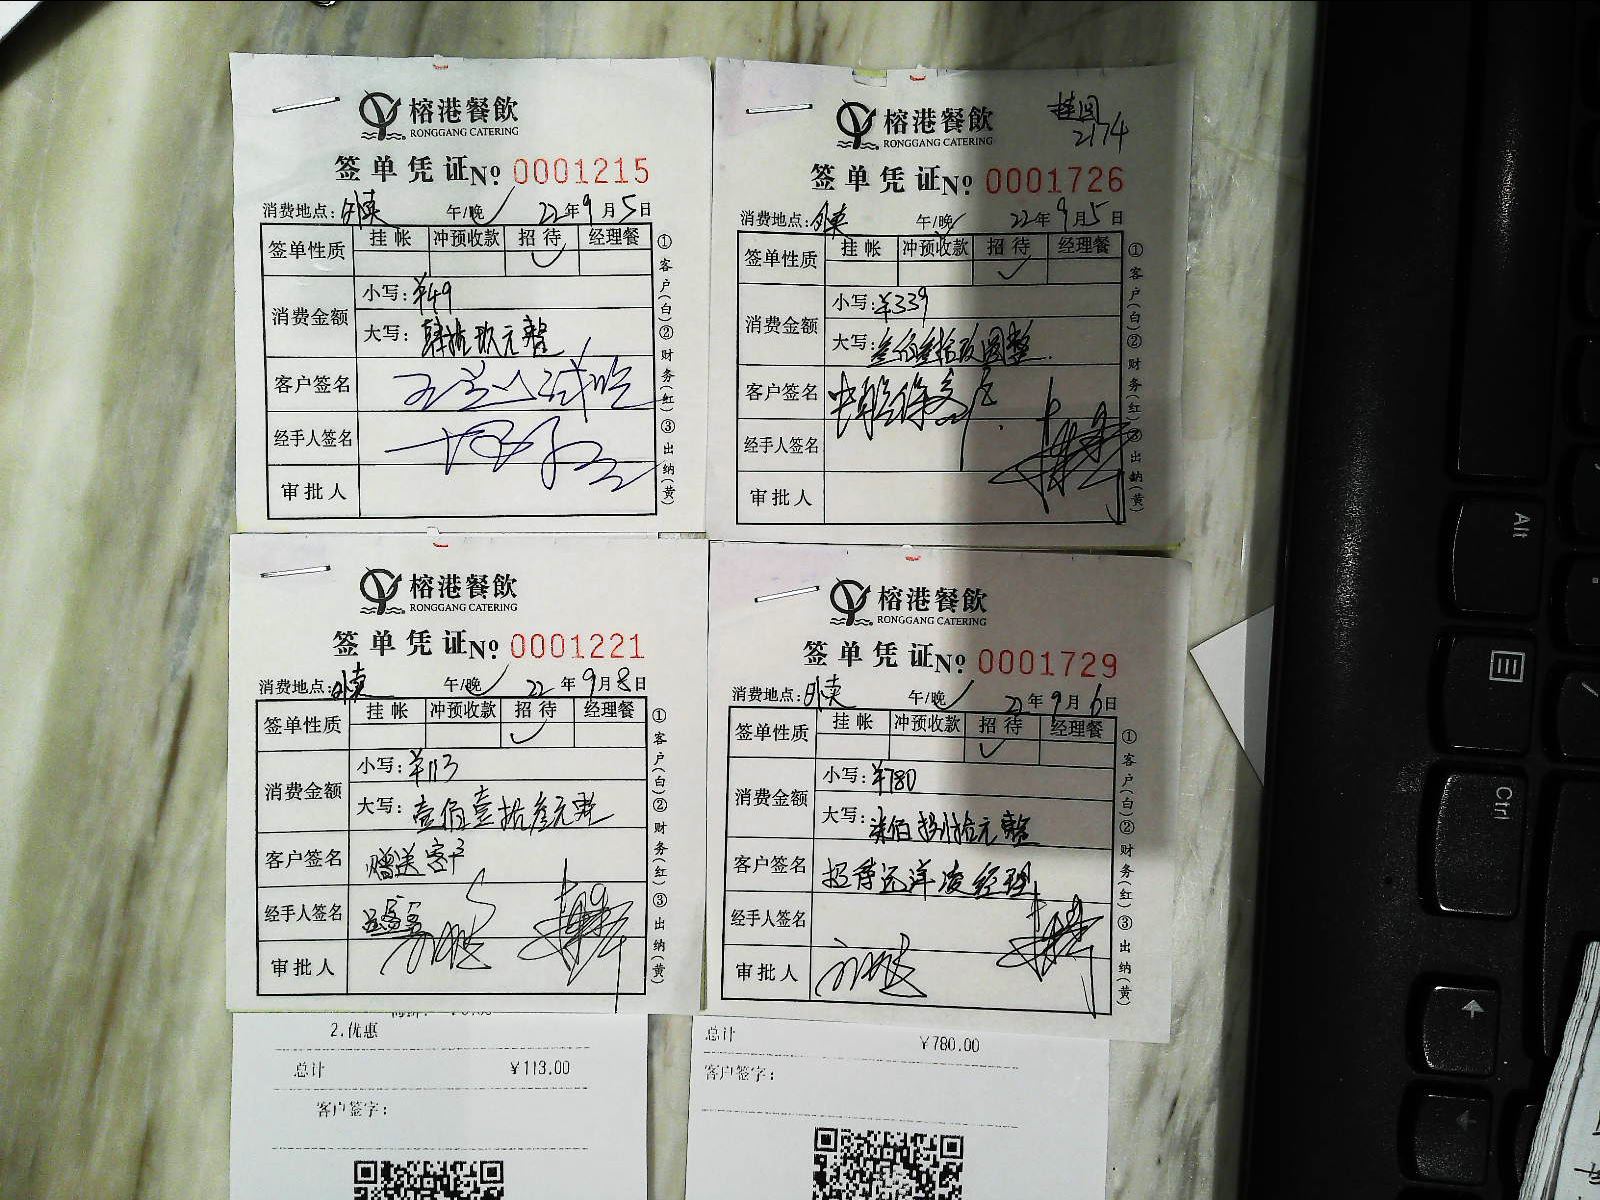 榕港餐飲
RONGGANG CATERING
签单凭证No 0001215
消费地点:外卖 午/晚 22年9月5日
签单性质 挂帐 冲预收款 招待 经理餐
消费金额 小写:¥49
大写:肆拾玖元整
客户签名
经手人签名
审批人
①客户(白)②财务(红)③出纳(黄)
榕港餐飲
RONGGANG CATERING
2174
签单凭证No 0001726
消费地点:外卖 午/晚 22年9月5日
签单性质 挂帐 冲预收款 招待 经理餐
消费金额 小写:¥339
大写:叁佰叁拾玖圆整
客户签名
经手人签名
审批人
①客户(白)②财务(红)③出纳(黄)
榕港餐飲
RONGGANG CATERING
签单凭证No 0001221
消费地点:外卖 午/晚 22年9月8日
签单性质 挂帐 冲预收款 招待 经理餐
消费金额 小写:¥113
大写:壹佰壹拾叁元整
客户签名 赠送客户
经手人签名
审批人
①客户(白)②财务(红)③出纳(黄)
2.优惠
总计 ¥113.00
客户签字:
榕港餐飲
RONGGANG CATERING
签单凭证No 0001729
消费地点:外卖 午/晚 22年9月6日
签单性质 挂帐 冲预收款 招待 经理餐
消费金额 小写:¥780
大写:柒佰捌拾元整
客户签名 招待远洋凌经理
经手人签名
审批人
①客户(白)②财务(红)③出纳(黄)
总计 ¥780.00
客户签字:
Alt
Ctrl